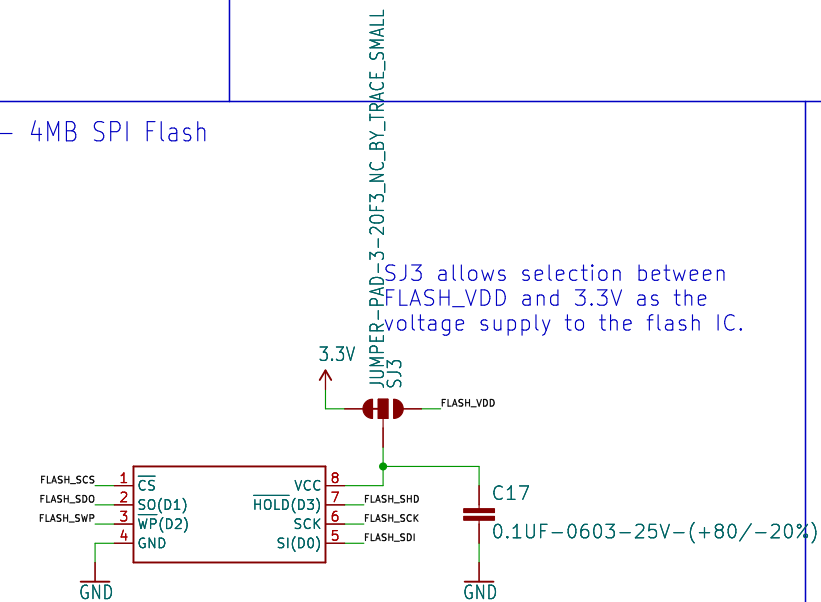 – 4MB SPI Flash
JUMPER-PAD-3-2OF3_NC_BY_TRACE_SMALL
SJ3 allows selection between
FLASH_VDD and 3.3V as the
voltage supply to the flash IC.
3.3V
SJ3
FLASH_VDD
FLASH_SCS 1 CS
FLASH_SDO 2 SO(D1)
FLASH_SWP 3 WP(D2)
4 GND
VCC 8
HOLD(D3) 7 FLASH_SHD
SCK 6 FLASH_SCK
SI(D0) 5 FLASH_SDI
C17
0.1UF-0603-25V-(+80/-20%)
GND
GND